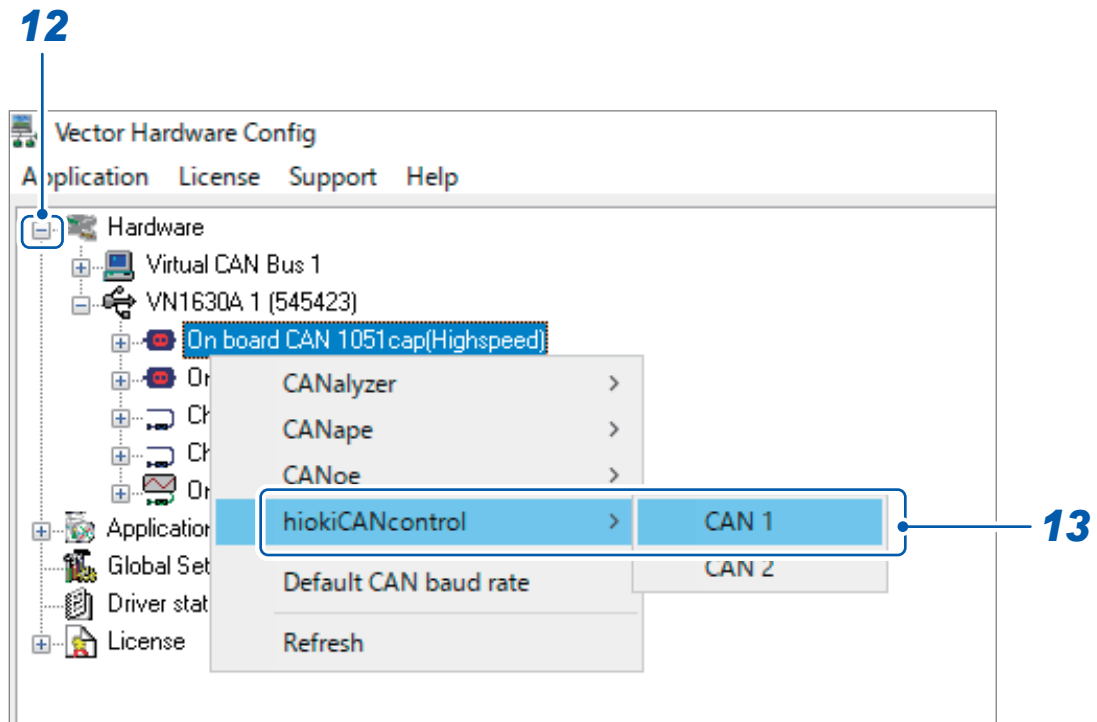 12
Vector Hardware Config
Application License Support Help
Hardware
Virtual CAN Bus 1
VN1630A 1 (545423)
On board CAN 1051cap(Highspeed)
CANalyzer
CANape
CANoe
hiokiCANcontrol CAN 1
13
CAN 2
Application
Global Set
Default CAN baud rate
Driver stat
License
Refresh